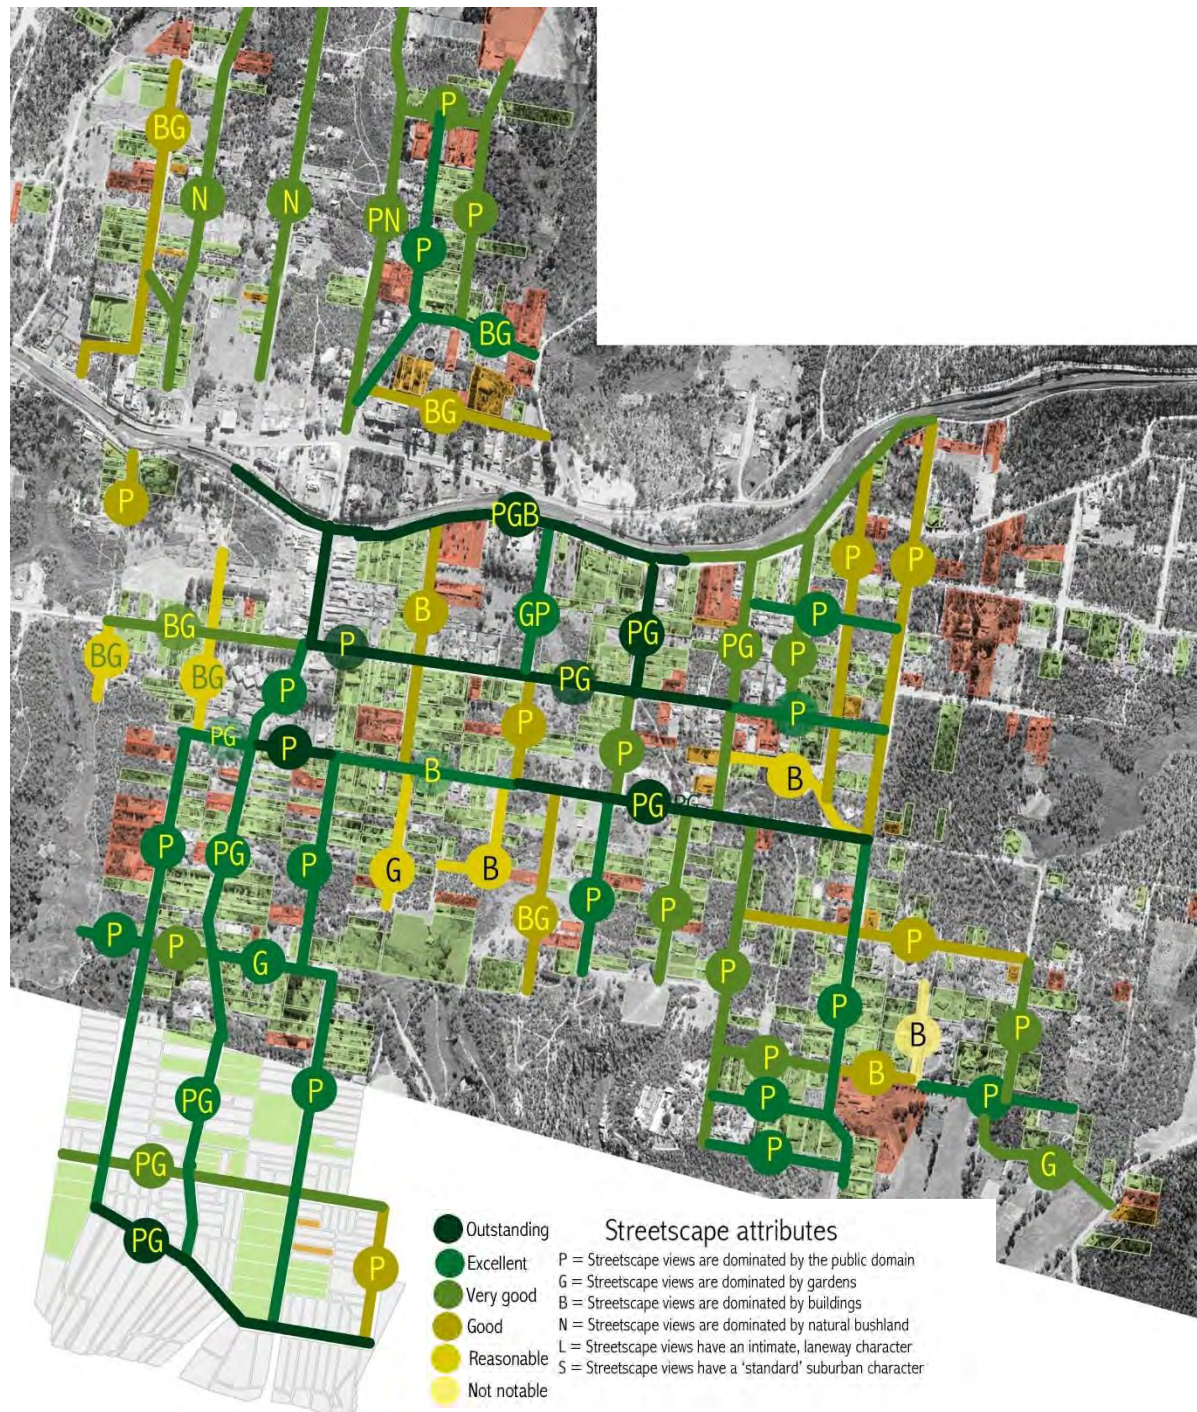 P
BG
N
N
PN
P
P
BG
BG
P
PGB
P
P
B
GP
P
BG
P
PG
PG
P
BG
BG
P
PG
P
P
PG
P
P
B
B
PG
PG
P
PG
P
G
B
P
P
BG
P
P
G
P
P
P
P
B
P
P
B
P
PG
P
P
PG
G
PG
P
Outstanding
Excellent
Very good
Good
Reasonable
Not notable
Streetscape attributes
P = Streetscape views are dominated by the public domain
G = Streetscape views are dominated by gardens
B = Streetscape views are dominated by buildings
N = Streetscape views are dominated by natural bushland
L = Streetscape views have an intimate, laneway character
S = Streetscape views have a ‘standard’ suburban character